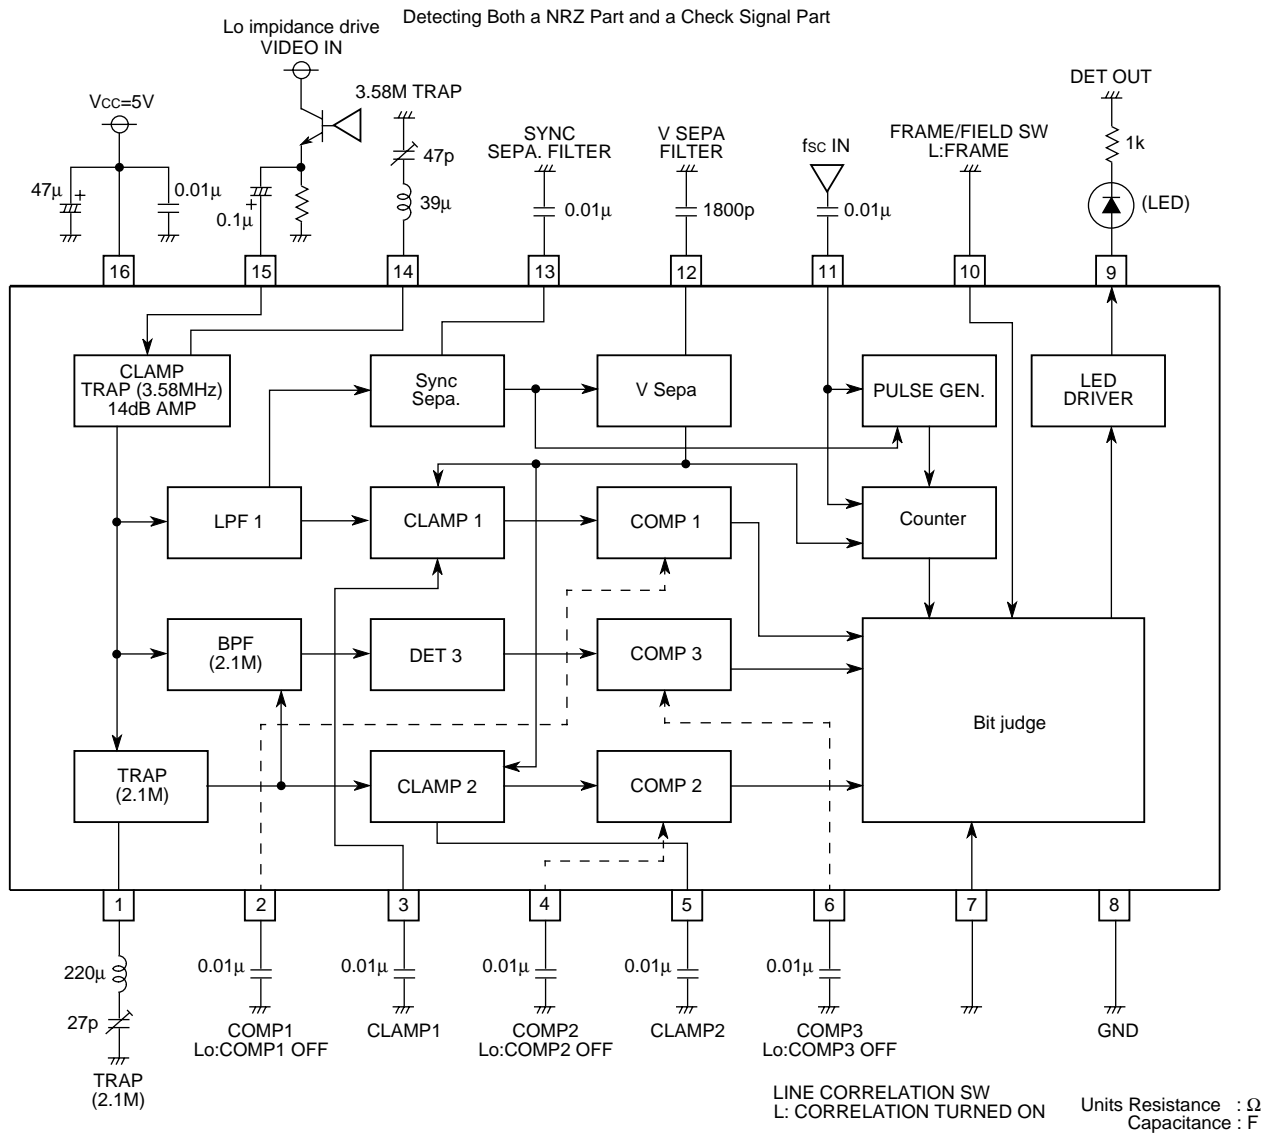 Detecting Both a NRZ Part and a Check Signal Part
Lo impidance drive
VIDEO IN
VCC=5V
3.58M TRAP
SYNC
SEPA. FILTER
V SEPA
FILTER
fSC IN
FRAME/FIELD SW
L:FRAME
DET OUT
1k
47μ
+
0.01μ
0.1μ
+
47p
39μ
0.01μ
1800p
0.01μ
(LED)
16
15
14
13
12
11
10
9
CLAMP
TRAP (3.58MHz)
14dB AMP
Sync
Sepa.
V Sepa
PULSE GEN.
LED
DRIVER
LPF 1
CLAMP 1
COMP 1
Counter
BPF
(2.1M)
DET 3
COMP 3
Bit judge
TRAP
(2.1M)
CLAMP 2
COMP 2
1
2
3
4
5
6
7
8
220μ
27p
TRAP
(2.1M)
0.01μ
COMP1
Lo:COMP1 OFF
0.01μ
CLAMP1
0.01μ
COMP2
Lo:COMP2 OFF
0.01μ
CLAMP2
0.01μ
COMP3
Lo:COMP3 OFF
GND
LINE CORRELATION SW
L: CORRELATION TURNED ON
Units Resistance : Ω
Capacitance : F